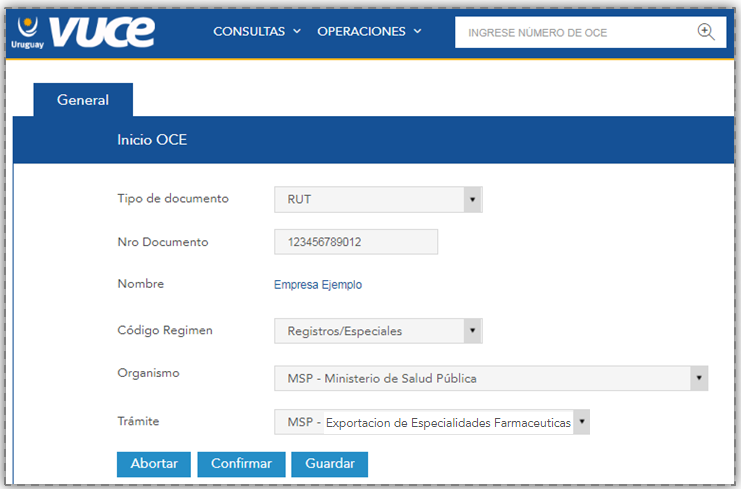 Uruguay vuce CONSULTAS OPERACIONES INGRESE NÚMERO DE OCE
General
Inicio OCE
Tipo de documento RUT
Nro Documento 123456789012
Nombre Empresa Ejemplo
Código Regimen Registros/Especiales
Organismo MSP - Ministerio de Salud Pública
Trámite MSP - Exportacion de Especialidades Farmaceuticas
Abortar Confirmar Guardar